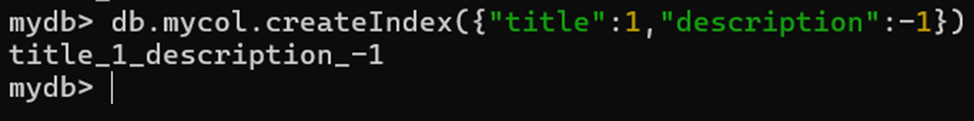 mydb> db.mycol.createIndex({"title":1,"description":-1})
title_1_description_-1
mydb>